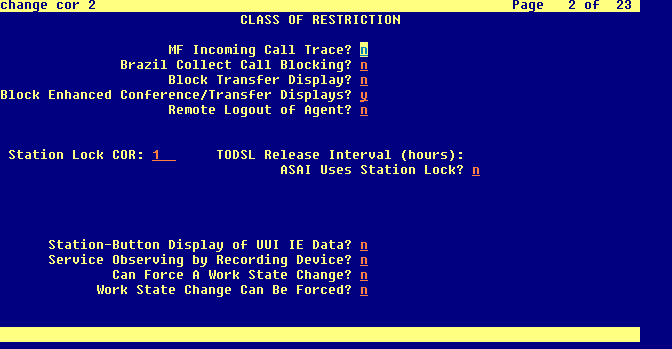 change cor 2 Page 2 of 23
CLASS OF RESTRICTION
MF Incoming Call Trace? n
Brazil Collect Call Blocking? n
Block Transfer Display? n
Block Enhanced Conference/Transfer Displays? y
Remote Logout of Agent? n
Station Lock COR: 1 TODSL Release Interval (hours):
ASAI Uses Station Lock? n
Station-Button Display of UUI IE Data? n
Service Observing by Recording Device? n
Can Force A Work State Change? n
Work State Change Can Be Forced? n